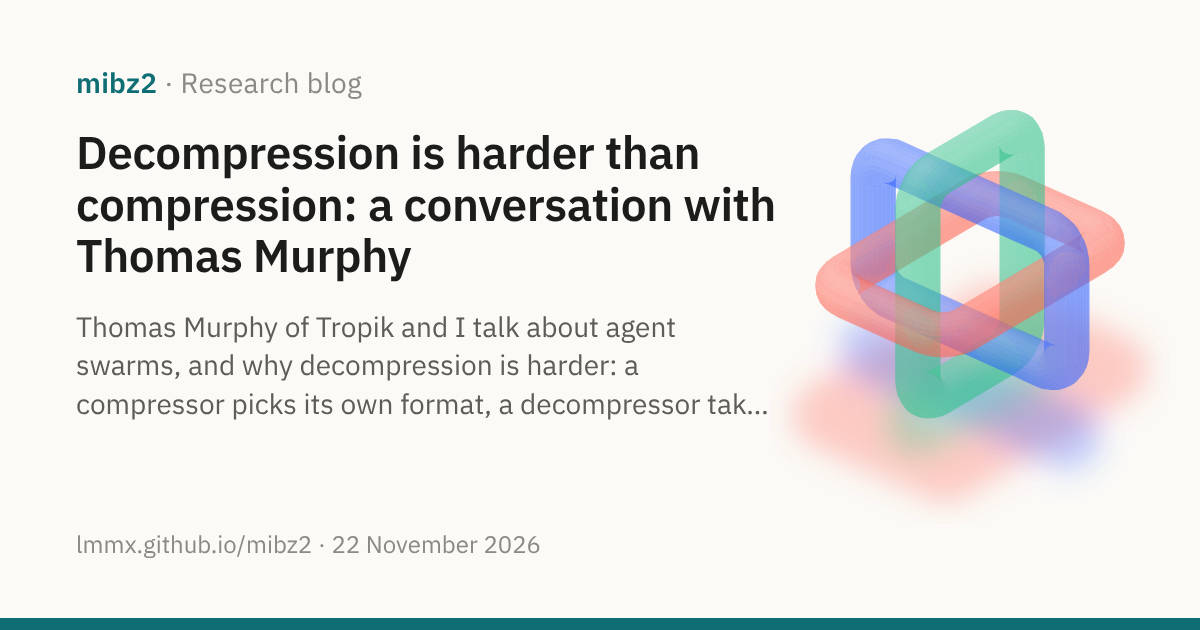 mibz2 · Research blog
Decompression is harder than
compression: a conversation with
Thomas Murphy
Thomas Murphy of Tropik and I talk about agent
swarms, and why decompression is harder: a
compressor picks its own format, a decompressor tak...
lmmx.github.io/mibz2 · 22 November 2026